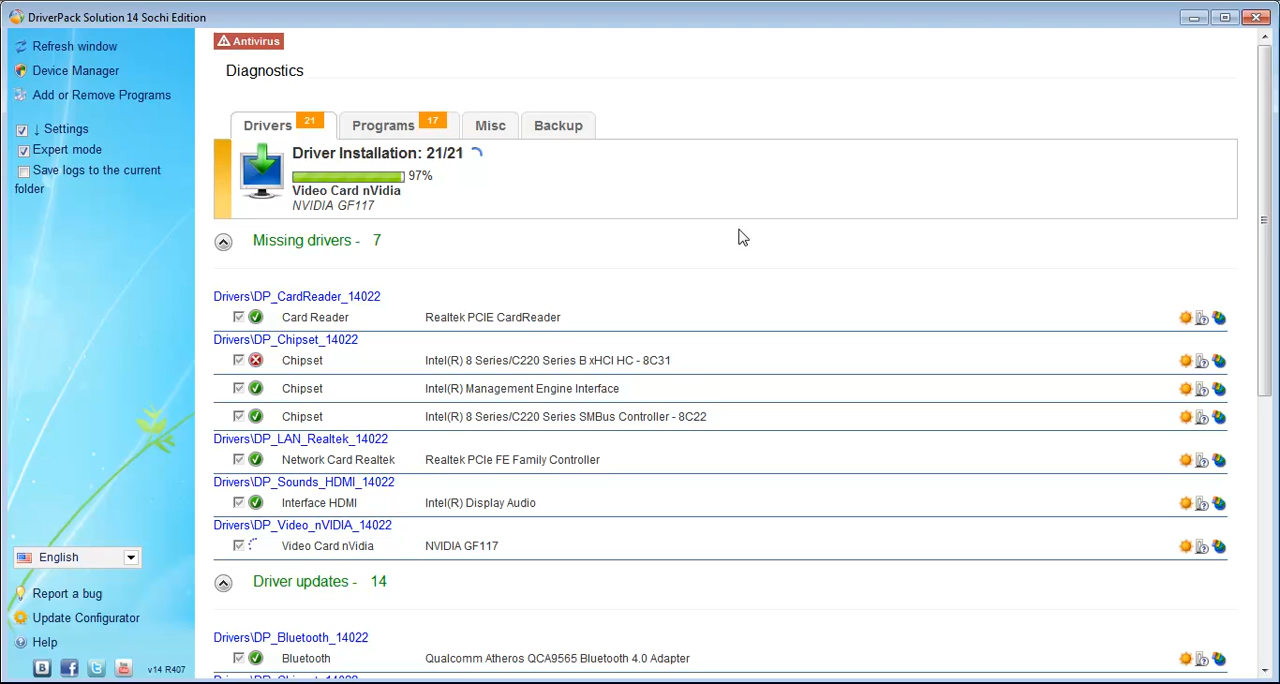 DriverPack Solution 14 Sochi Edition
Refresh window
Device Manager
Add or Remove Programs
↓ Settings
Expert mode
Save logs to the current
folder
English
Report a bug
Update Configurator
Help
v14 R407
Antivirus
Diagnostics
Drivers 21 Programs 17 Misc Backup
Driver Installation: 21/21
97%
Video Card nVidia
NVIDIA GF117
Missing drivers - 7
Drivers\DP_CardReader_14022
Card Reader Realtek PCIE CardReader
Drivers\DP_Chipset_14022
Chipset Intel(R) 8 Series/C220 Series B xHCI HC - 8C31
Chipset Intel(R) Management Engine Interface
Chipset Intel(R) 8 Series/C220 Series SMBus Controller - 8C22
Drivers\DP_LAN_Realtek_14022
Network Card Realtek Realtek PCIe FE Family Controller
Drivers\DP_Sounds_HDMI_14022
Interface HDMI Intel(R) Display Audio
Drivers\DP_Video_nVIDIA_14022
Video Card nVidia NVIDIA GF117
Driver updates - 14
Drivers\DP_Bluetooth_14022
Bluetooth Qualcomm Atheros QCA9565 Bluetooth 4.0 Adapter